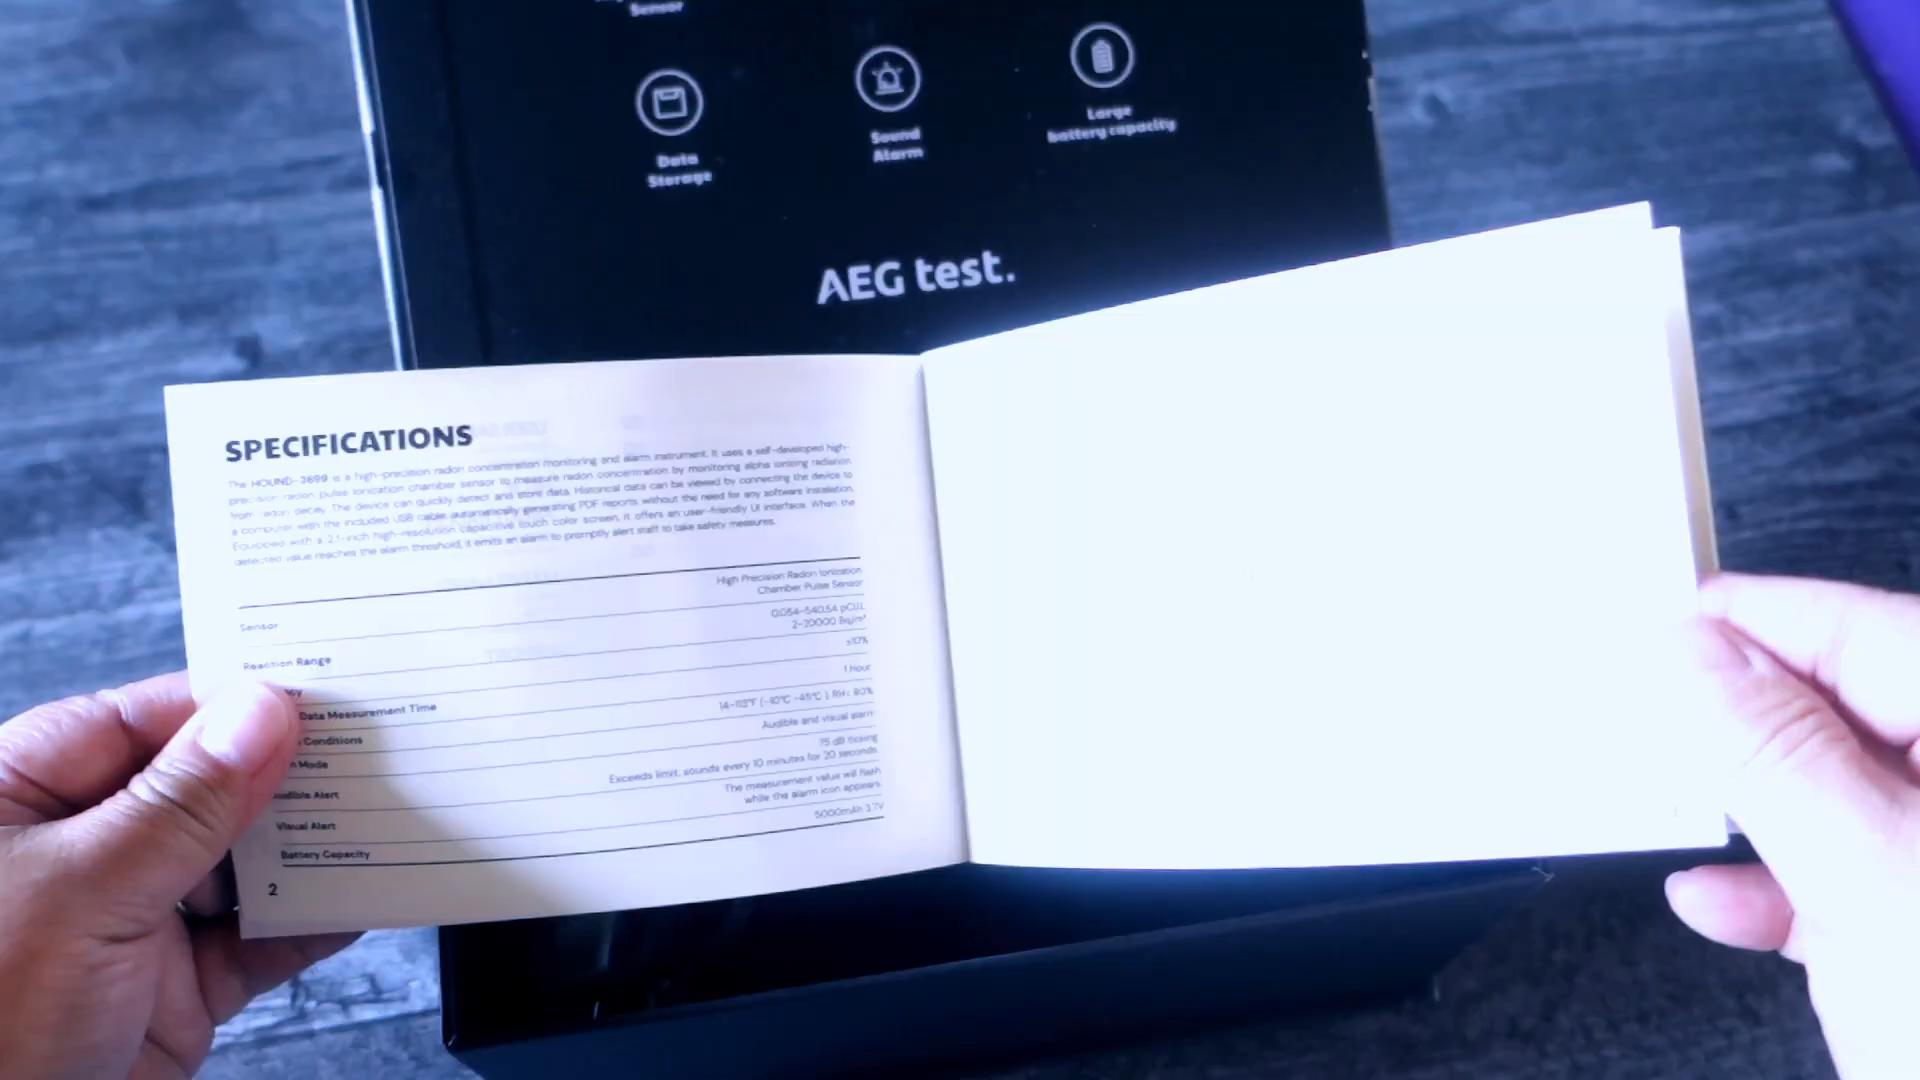 Sensor
Data
Storage
Sound
Alarm
Large
battery capacity
AEG test.
SPECIFICATIONS
The HOUND-3699 is a high-precision radon concentration monitoring and alarm instrument. It uses a self-developed high-
precision radon pulse ionization chamber sensor to measure radon concentration by monitoring alpha ionizing radiation
from radon decay. The device can quickly detect and store data. Historical data can be viewed by connecting the device to
a computer with the included USB cable automatically generating PDF reports without the need for any software installation.
Equipped with a 2.1-inch high-resolution capacitive touch color screen, it offers an user-friendly UI interface. When the
detected value reaches the alarm threshold, it emits an alarm to promptly alert staff to take safety measures.
Sensor
High Precision Radon Ionization
Chamber Pulse Sensor
Reaction Range
0.054-540.54 pCi/L
2-20000 Bq/m³
cy
±10%
Data Measurement Time
1 Hour
Conditions
14-113°F (-10°C -45°C ) RH< 80%
n Mode
Audible and visual alarm
udible Alert
75 dB ticking
Exceeds limit, sounds every 10 minutes for 20 seconds
Visual Alert
The measurement value will flash
while the alarm icon appears
Battery Capacity
5000mAh 3.7V
2